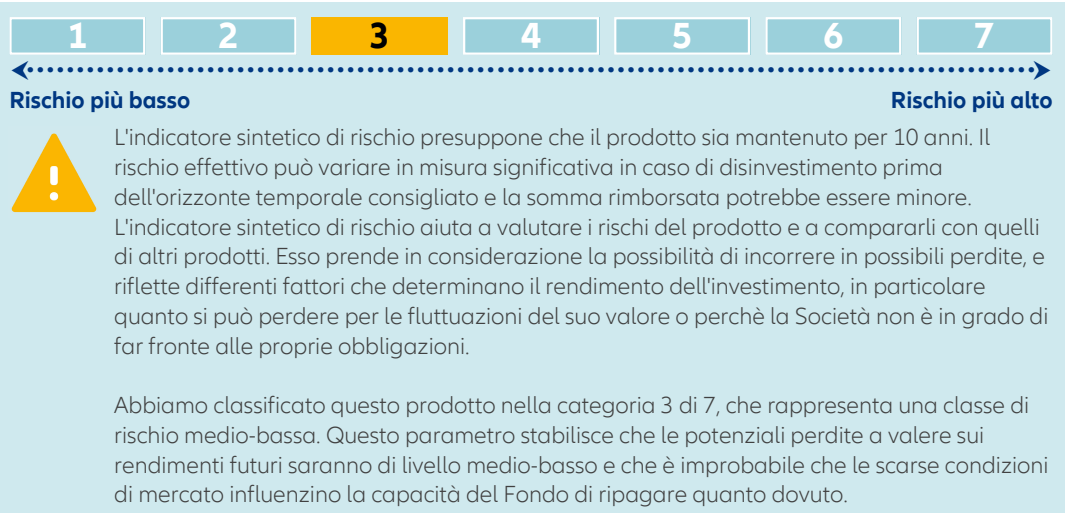 1 2 3 4 5 6 7
Rischio più basso Rischio più alto
L'indicatore sintetico di rischio presuppone che il prodotto sia mantenuto per 10 anni. Il
rischio effettivo può variare in misura significativa in caso di disinvestimento prima
dell'orizzonte temporale consigliato e la somma rimborsata potrebbe essere minore.
L'indicatore sintetico di rischio aiuta a valutare i rischi del prodotto e a compararli con quelli
di altri prodotti. Esso prende in considerazione la possibilità di incorrere in possibili perdite, e
riflette differenti fattori che determinano il rendimento dell'investimento, in particolare
quanto si può perdere per le fluttuazioni del suo valore o perchè la Società non è in grado di
far fronte alle proprie obbligazioni.
Abbiamo classificato questo prodotto nella categoria 3 di 7, che rappresenta una classe di
rischio medio-bassa. Questo parametro stabilisce che le potenziali perdite a valere sui
rendimenti futuri saranno di livello medio-basso e che è improbabile che le scarse condizioni
di mercato influenzino la capacità del Fondo di ripagare quanto dovuto.